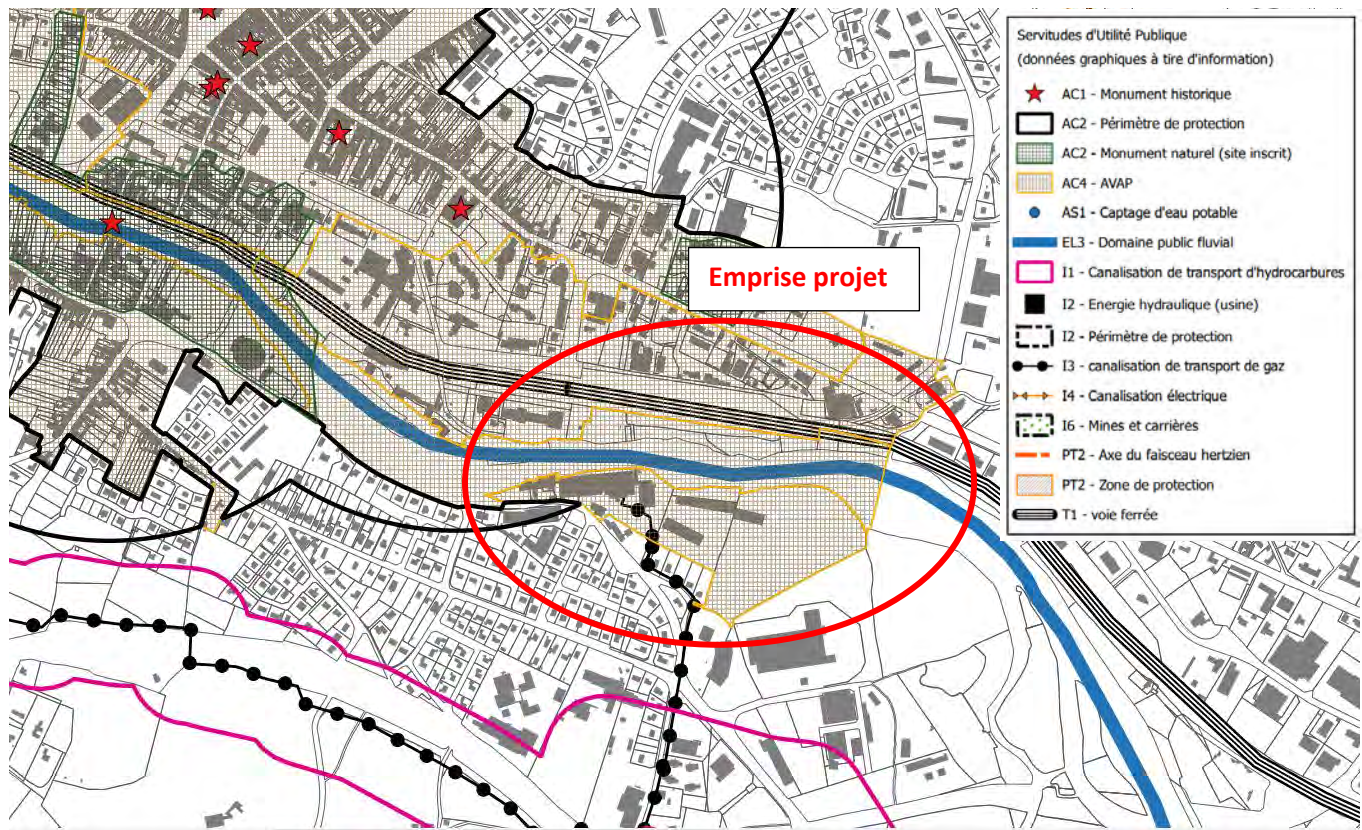 Emprise projet
Servitudes d'Utilité Publique
(données graphiques à tire d'information)
AC1 - Monument historique
AC2 - Périmètre de protection
AC2 - Monument naturel (site inscrit)
AC4 - AVAP
AS1 - Captage d'eau potable
EL3 - Domaine public fluvial
I1 - Canalisation de transport d'hydrocarbures
I2 - Energie hydraulique (usine)
I2 - Périmètre de protection
I3 - canalisation de transport de gaz
I4 - Canalisation électrique
I6 - Mines et carrières
PT2 - Axe du faisceau hertzien
PT2 - Zone de protection
T1 - voie ferrée